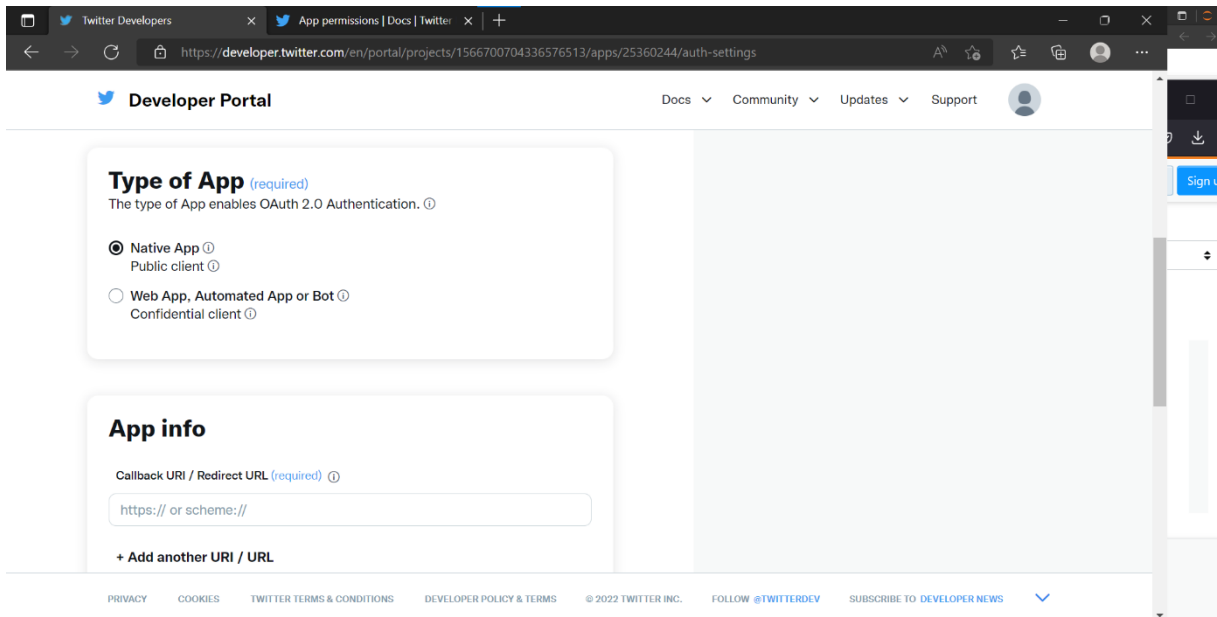 Twitter Developers
App permissions | Docs | Twitter
https://developer.twitter.com/en/portal/projects/1566700704336576513/apps/25360244/auth-settings
Developer Portal
Docs
Community
Updates
Support
Sign u
Type of App (required)
The type of App enables OAuth 2.0 Authentication.
Native App
Public client
Web App, Automated App or Bot
Confidential client
App info
Callback URI / Redirect URL (required)
https:// or scheme://
+ Add another URI / URL
PRIVACY
COOKIES
TWITTER TERMS & CONDITIONS
DEVELOPER POLICY & TERMS
© 2022 TWITTER INC.
FOLLOW @TWITTERDEV
SUBSCRIBE TO DEVELOPER NEWS